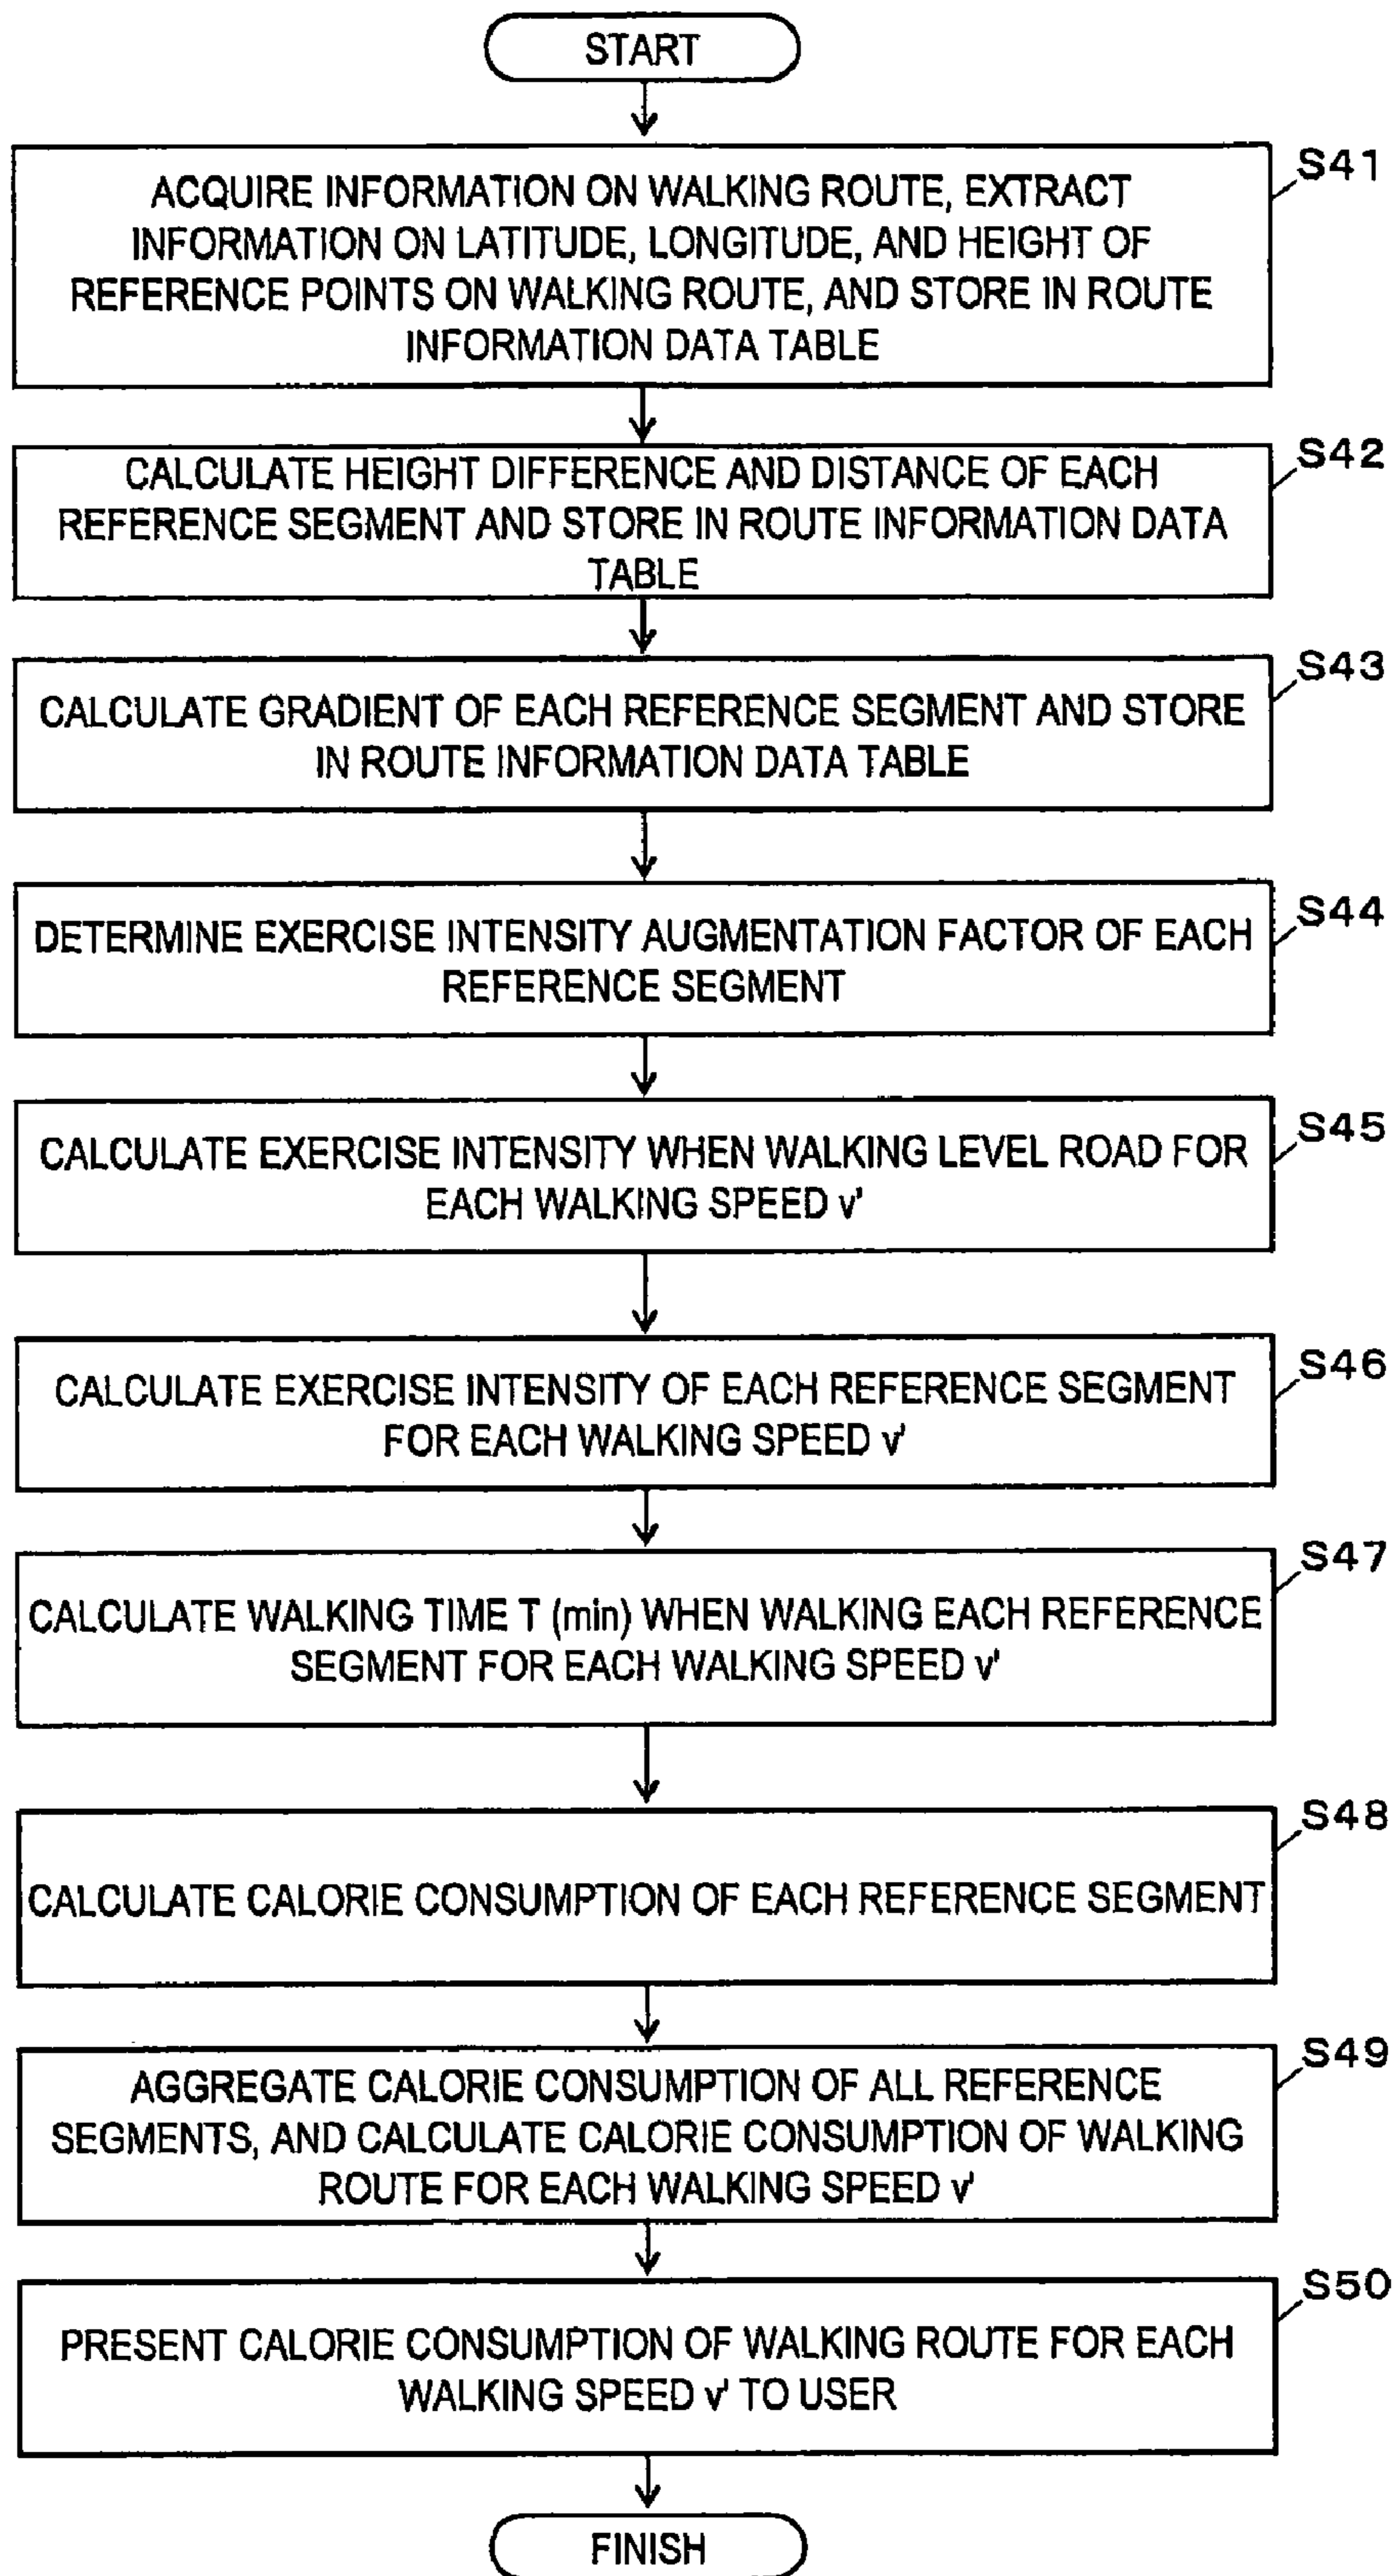 START
S41
ACQUIRE INFORMATION ON WALKING ROUTE, EXTRACT
INFORMATION ON LATITUDE, LONGITUDE, AND HEIGHT OF
REFERENCE POINTS ON WALKING ROUTE, AND STORE IN ROUTE
INFORMATION DATA TABLE
S42
CALCULATE HEIGHT DIFFERENCE AND DISTANCE OF EACH
REFERENCE SEGMENT AND STORE IN ROUTE INFORMATION DATA
TABLE
S43
CALCULATE GRADIENT OF EACH REFERENCE SEGMENT AND STORE
IN ROUTE INFORMATION DATA TABLE
S44
DETERMINE EXERCISE INTENSITY AUGMENTATION FACTOR OF EACH
REFERENCE SEGMENT
S45
CALCULATE EXERCISE INTENSITY WHEN WALKING LEVEL ROAD FOR
EACH WALKING SPEED v'
S46
CALCULATE EXERCISE INTENSITY OF EACH REFERENCE SEGMENT
FOR EACH WALKING SPEED v'
S47
CALCULATE WALKING TIME T (min) WHEN WALKING EACH REFERENCE
SEGMENT FOR EACH WALKING SPEED v'
S48
CALCULATE CALORIE CONSUMPTION OF EACH REFERENCE SEGMENT
S49
AGGREGATE CALORIE CONSUMPTION OF ALL REFERENCE
SEGMENTS, AND CALCULATE CALORIE CONSUMPTION OF WALKING
ROUTE FOR EACH WALKING SPEED v'
S50
PRESENT CALORIE CONSUMPTION OF WALKING ROUTE FOR EACH
WALKING SPEED v' TO USER
FINISH